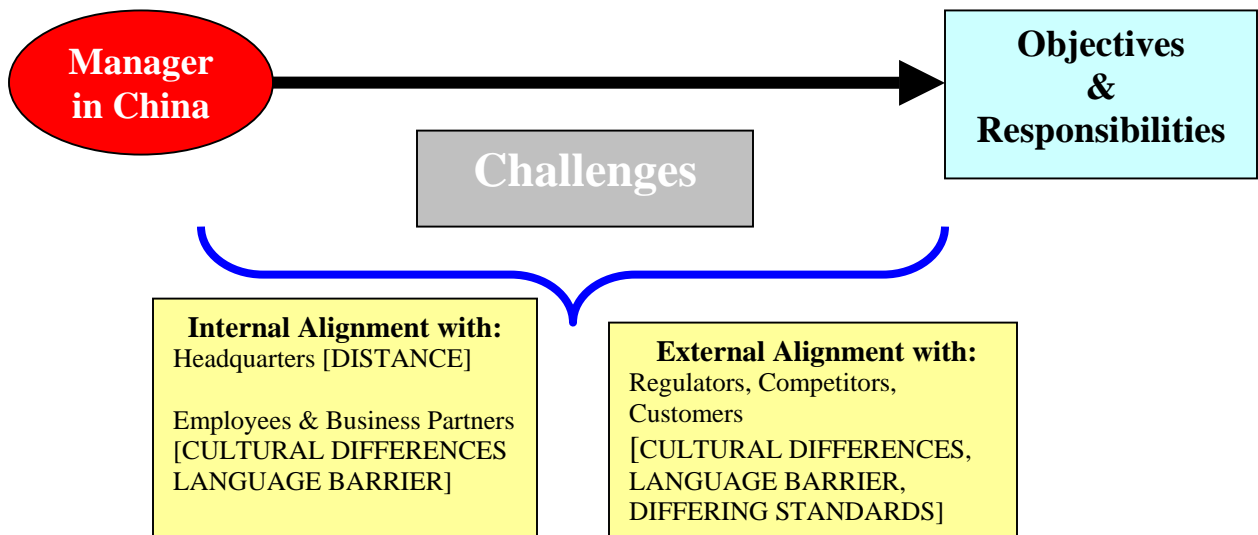 Manager
in China
Objectives
&
Responsibilities
Challenges
Internal Alignment with:
Headquarters [DISTANCE]
Employees & Business Partners
[CULTURAL DIFFERENCES
LANGUAGE BARRIER]
External Alignment with:
Regulators, Competitors,
Customers
[CULTURAL DIFFERENCES,
LANGUAGE BARRIER,
DIFFERING STANDARDS]